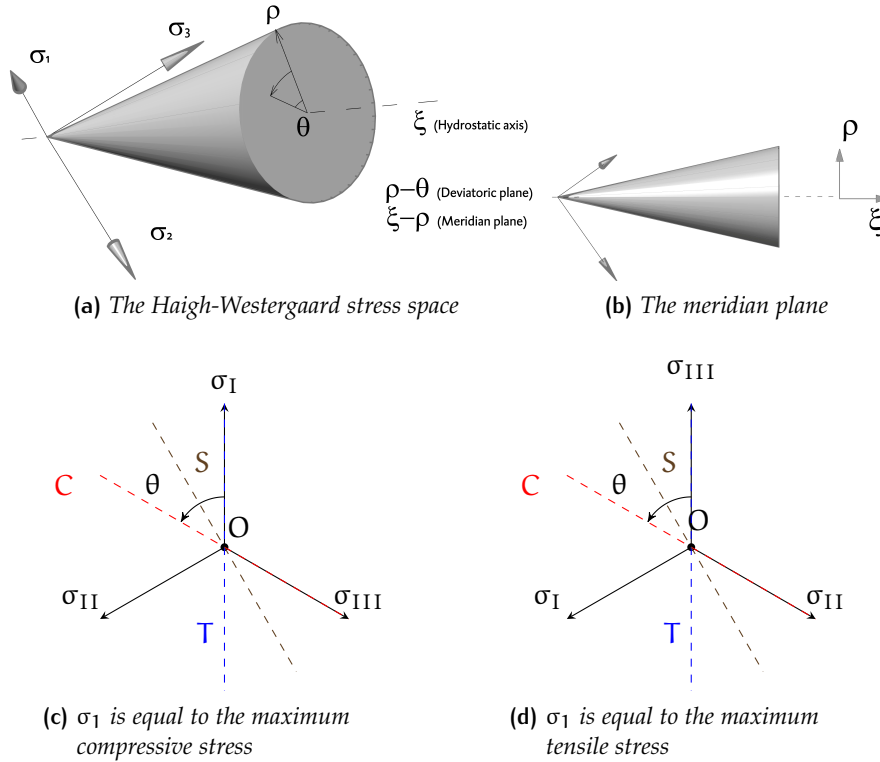 ρ
σ3
σ1
θ
ξ (Hydrostatic axis)
σ2
ρ–θ (Deviatoric plane)
ξ–ρ (Meridian plane)
ρ
ξ
(a) The Haigh-Westergaard stress space
(b) The meridian plane
σI
S
C
θ
O
σII
σIII
T
σIII
S
C
θ
O
σI
σII
T
(c) σ1 is equal to the maximum
compressive stress
(d) σ1 is equal to the maximum
tensile stress